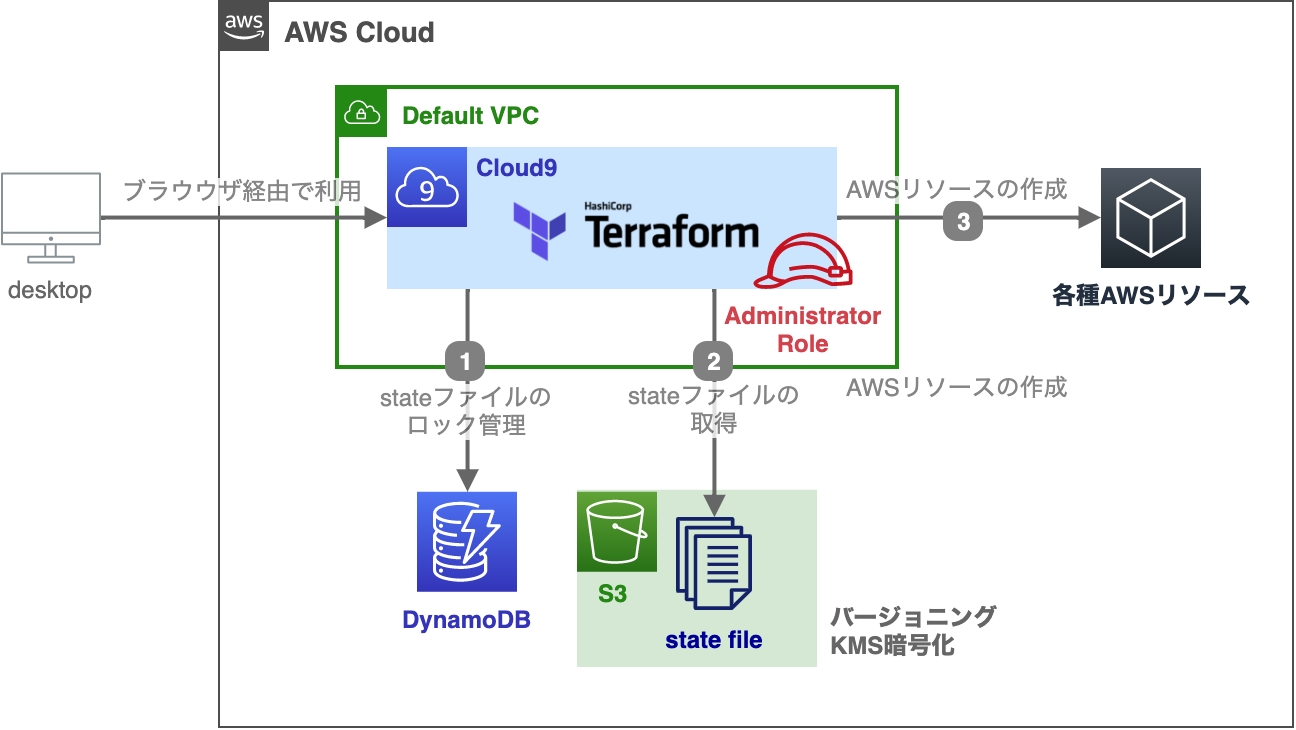 aws
AWS Cloud
Default VPC
9
Cloud9
ブラウウザ経由で利用
HashiCorp
Terraform
AWSリソースの作成
3
desktop
各種AWSリソース
Administrator
Role
1
2
stateファイルの
ロック管理
stateファイルの
取得
AWSリソースの作成
S3
DynamoDB
state file
バージョニング
KMS暗号化